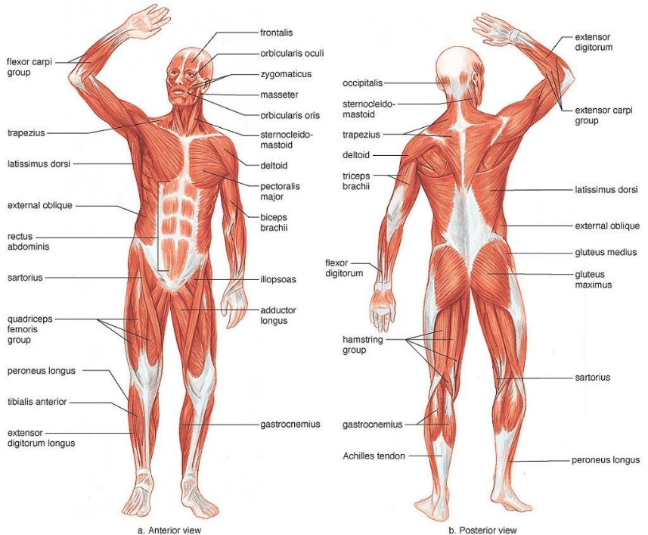 flexor carpi
group
trapezius
latissimus dorsi
external oblique
rectus
abdominis
sartorius
quadriceps
femoris
group
peroneus longus
tibialis anterior
extensor
digitorum longus
frontalis
orbicularis oculi
zygomaticus
masseter
orbicularis oris
sternocleido-
mastoid
deltoid
pectoralis
major
biceps
brachii
iliopsoas
adductor
longus
gastrocnemius
a. Anterior view
occipitalis
sternocleido-
mastoid
trapezius
deltoid
triceps
brachii
flexor
digitorum
hamstring
group
gastrocnemius
Achilles tendon
extensor
digitorum
extensor carpi
group
latissimus dorsi
external oblique
gluteus medius
gluteus
maximus
sartorius
peroneus longus
b. Posterior view